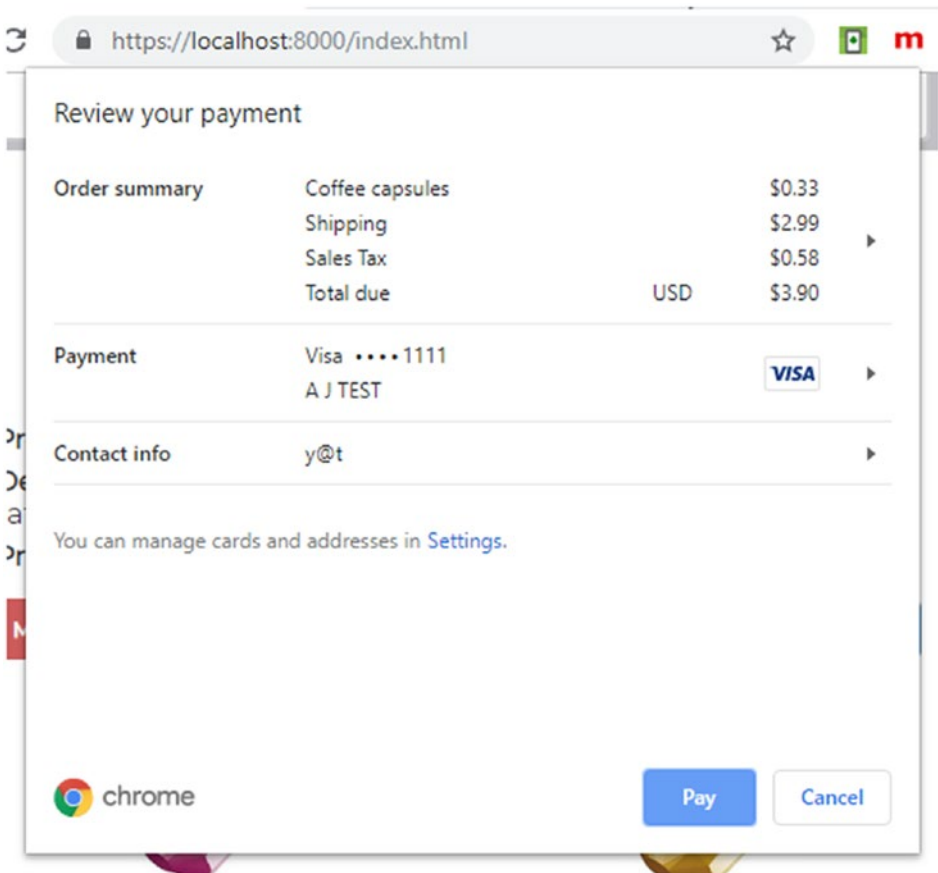 https://localhost:8000/index.html
m
Review your payment
Order summary Coffee capsules $0.33
Shipping $2.99
Sales Tax $0.58
Total due USD $3.90
Payment Visa ••••1111
VISA
A J TEST
Contact info y@t
You can manage cards and addresses in Settings.
chrome Pay Cancel